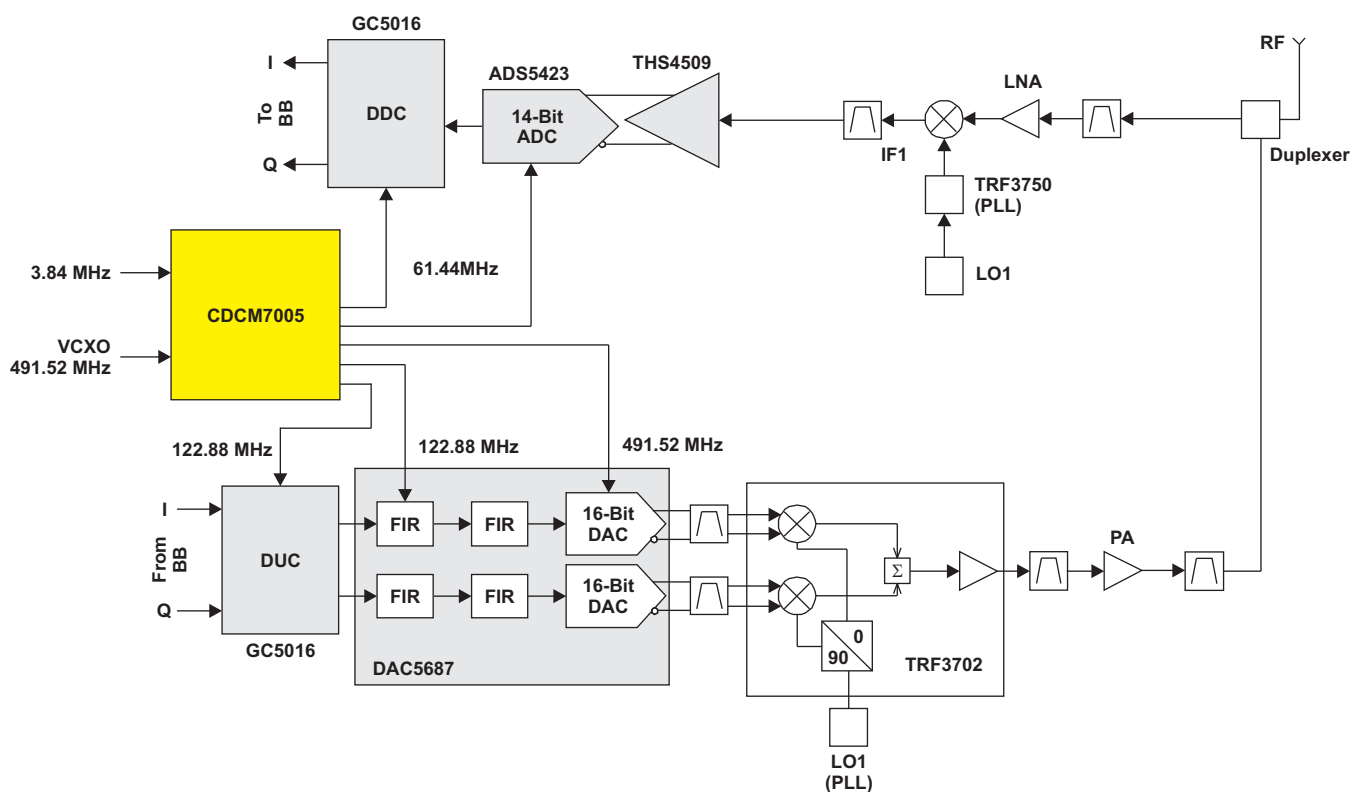 GC5016
RF
I
THS4509
ADS5423
LNA
To
BB
DDC
14-Bit
ADC
Q
IF1
Duplexer
TRF3750
(PLL)
3.84 MHz
61.44MHz
LO1
CDCM7005
VCXO
491.52 MHz
122.88 MHz
122.88 MHz
491.52 MHz
I
From
BB
DUC
FIR
FIR
16-Bit
DAC
PA
Σ
Q
FIR
FIR
16-Bit
DAC
0
90
GC5016
DAC5687
TRF3702
LO1
(PLL)